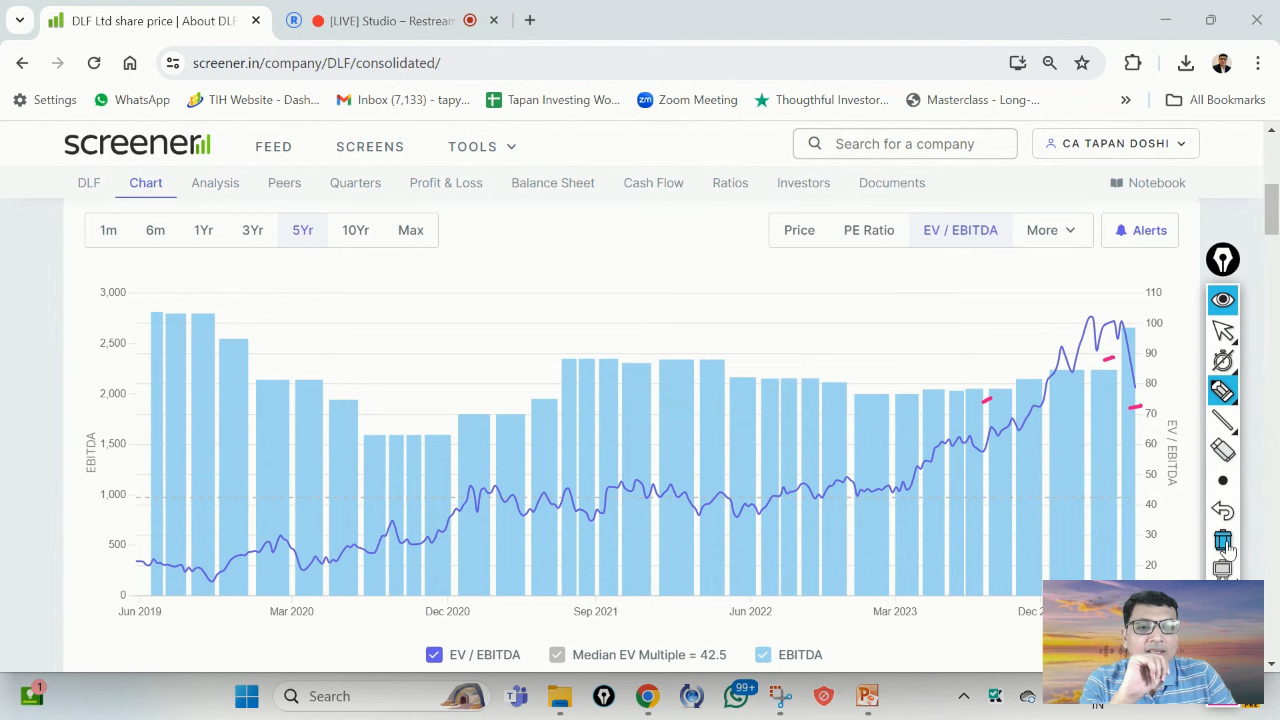 DLF Ltd share price | About DLF
[LIVE] Studio – Restream
screener.in/company/DLF/consolidated/
Settings
WhatsApp
TIH Website - Dash...
Inbox (7,133) - tapy...
Tapan Investing Wo...
Zoom Meeting
Thougthful Investor...
Masterclass - Long-...
All Bookmarks
screener
FEED
SCREENS
TOOLS
Search for a company
CA TAPAN DOSHI
DLF
Chart
Analysis
Peers
Quarters
Profit & Loss
Balance Sheet
Cash Flow
Ratios
Investors
Documents
Notebook
1m
6m
1Yr
3Yr
5Yr
10Yr
Max
Price
PE Ratio
EV / EBITDA
More
Alerts
3,000
2,500
2,000
1,500
1,000
500
0
EBITDA
110
100
90
80
70
60
50
40
30
20
EV / EBITDA
Jun 2019
Mar 2020
Dec 2020
Sep 2021
Jun 2022
Mar 2023
EV / EBITDA
Median EV Multiple = 42.5
EBITDA
1
Search
99+
IN
PRE